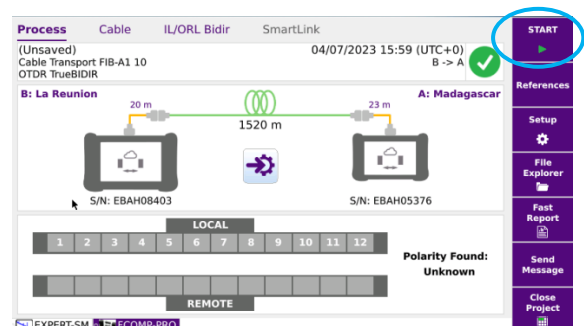 Process Cable IL/ORL Bidir SmartLink
(Unsaved) 04/07/2023 15:59 (UTC+0)
Cable Transport FIB-A1 10 B -> A
OTDR TrueBIDIR
B: La Reunion A: Madagascar
20 m 23 m
1520 m
S/N: EBAH08403 S/N: EBAH05376
LOCAL
1 2 3 4 5 6 7 8 9 10 11 12
Polarity Found:
Unknown
REMOTE
EXPERT-SM FCOMP-PRO
START
References
Setup
File
Explorer
Fast
Report
Send
Message
Close
Project